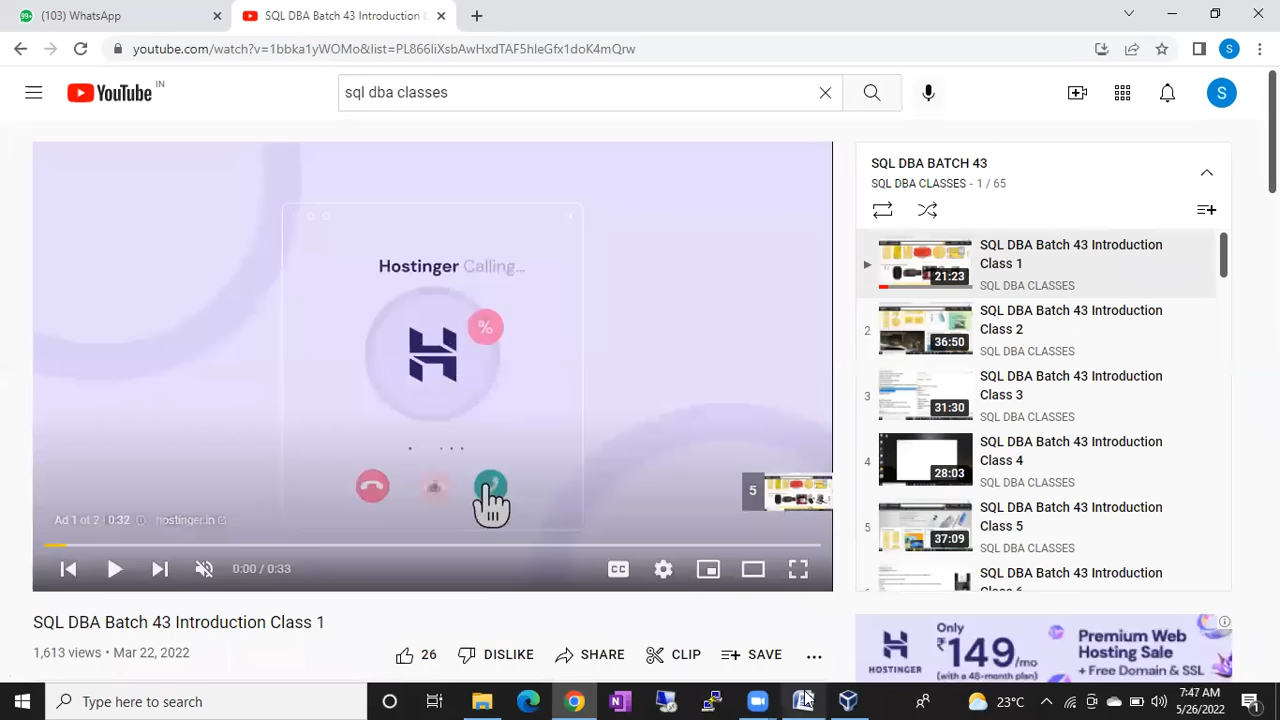 (103) WhatsApp
SQL DBA Batch 43 Introduction C
youtube.com/watch?v=1bbka1yWOMo&list=PL866IiXsbAwHxdTAF5hIeGfx1doK4mQrw
S
YouTube IN
sql dba classes
S
Hostinger Calling...
%
5
Ad 1 of 2 · 0:32
0:00 / 0:33
SQL DBA Batch 43 Introduction Class 1
1,613 views • Mar 22, 2022
26
DISLIKE
SHARE
CLIP
SAVE
SQL DBA BATCH 43
SQL DBA CLASSES - 1 / 65
SQL DBA Batch 43 Introduction
Class 1
21:23
SQL DBA CLASSES
2
SQL DBA Batch 43 Introduction
Class 2
36:50
SQL DBA CLASSES
3
SQL DBA Batch 43 Introduction
Class 3
31:30
SQL DBA CLASSES
4
SQL DBA Batch 43 Introduction
Class 4
28:03
SQL DBA CLASSES
5
SQL DBA Batch 43 Introduction
Class 5
37:09
SQL DBA CLASSES
SQL DBA Batch 43 Introduction
HOSTINGER
Only
₹149/mo
(with a 48-month plan)
Premium Web
Hosting Sale
+ Free Domain & SSL
Type here to search
23°C
7:47 AM
5/26/2022
1